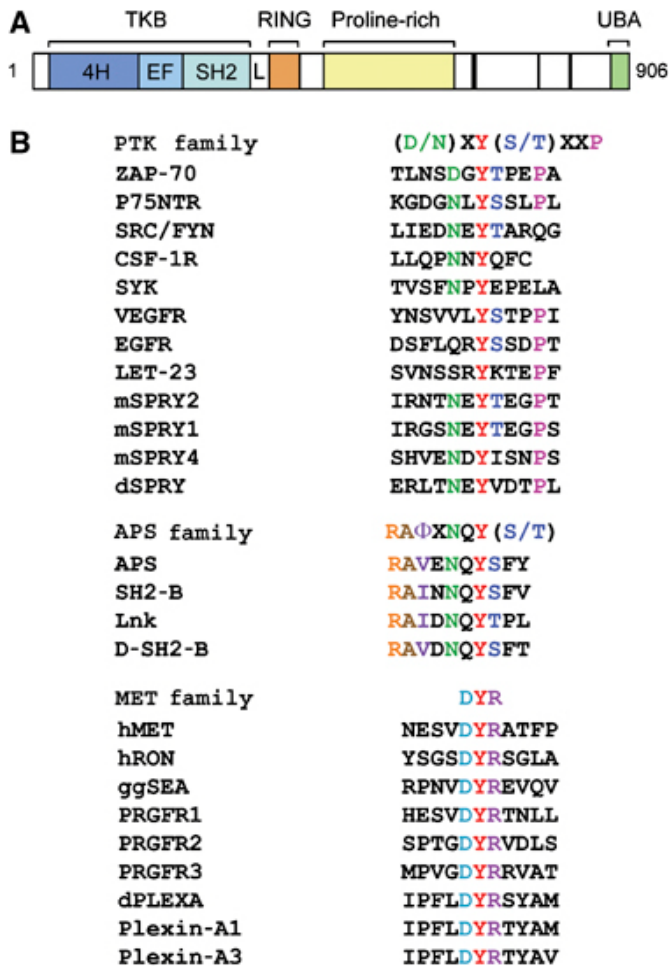 A
TKB RING Proline-rich UBA
1 4H EF SH2 L 906
B
PTK family (D/N)XY(S/T)XXP
ZAP-70 TLNSDGYTPEPA
P75NTR KGDGNLYSSLPL
SRC/FYN LIEDNEYTARQG
CSF-1R LLQPNNYQFC
SYK TVSFNPYEPELA
VEGFR YNSVVLYSTPPI
EGFR DSFLQRYSSDPT
LET-23 SVNSSRYKTEPF
mSPRY2 IRNTNEYTEGPT
mSPRY1 IRGSNEYTEGPS
mSPRY4 SHVENDYISNPS
dSPRY ERLTNEYVDTPL
APS family RAΦXNQY(S/T)
APS RAVENQYSFY
SH2-B RAINNQYSFV
Lnk RAIDNQYTPL
D-SH2-B RAVDNQYSFT
MET family DYR
hMET NESVDYRATFP
hRON YSGSDYRSGLA
ggSEA RPNVDYREVQV
PRGFR1 HESVDYRTNLL
PRGFR2 SPTGDYRVDLS
PRGFR3 MPVGDYRRVAT
dPLEXA IPFLDYRSYAM
Plexin-A1 IPFLDYRTYAM
Plexin-A3 IPFLDYRTYAV